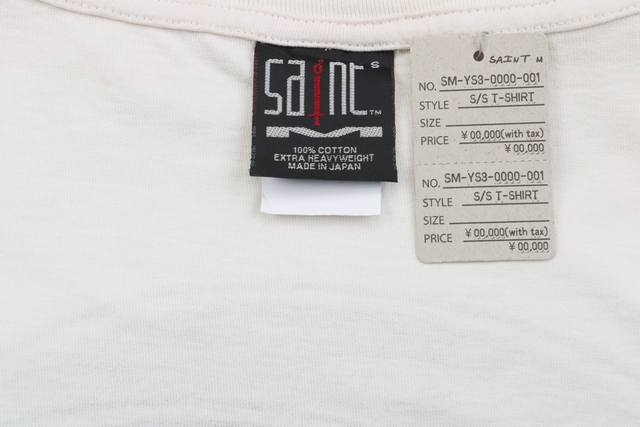 saint s
TM
100% COTTON
EXTRA HEAVYWEIGHT
MADE IN JAPAN
SAINT M
NO. SM-YS3-0000-001
STYLE S/S T-SHIRT
SIZE
PRICE ¥00,000(with tax)
¥00,000
NO. SM-YS3-0000-001
STYLE S/S T-SHIRT
SIZE
PRICE ¥00,000(with tax)
¥00,000